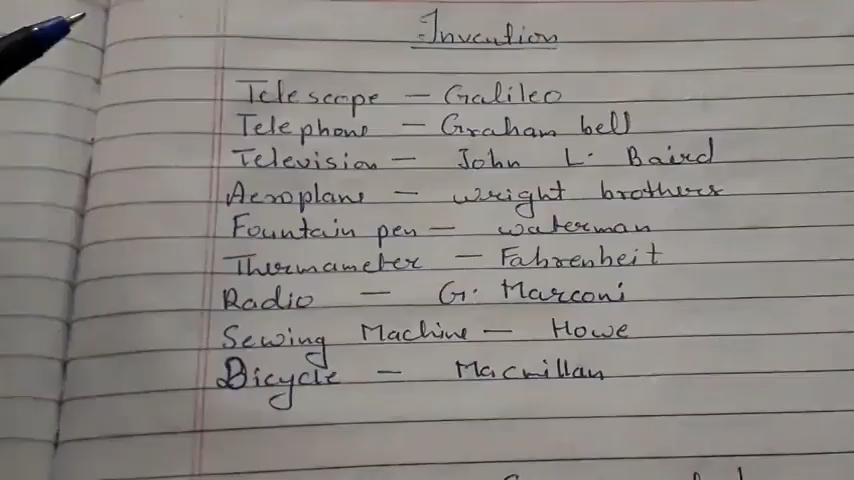 Invention
Telescope - Galileo
Telephone - Graham bell
Television - John L. Baird
Aeroplane - wright brothers
Fountain pen - waterman
Thermameter - Fahrenheit
Radio - G. Marconi
Sewing Machine - Howe
Bicycle - Macmillan